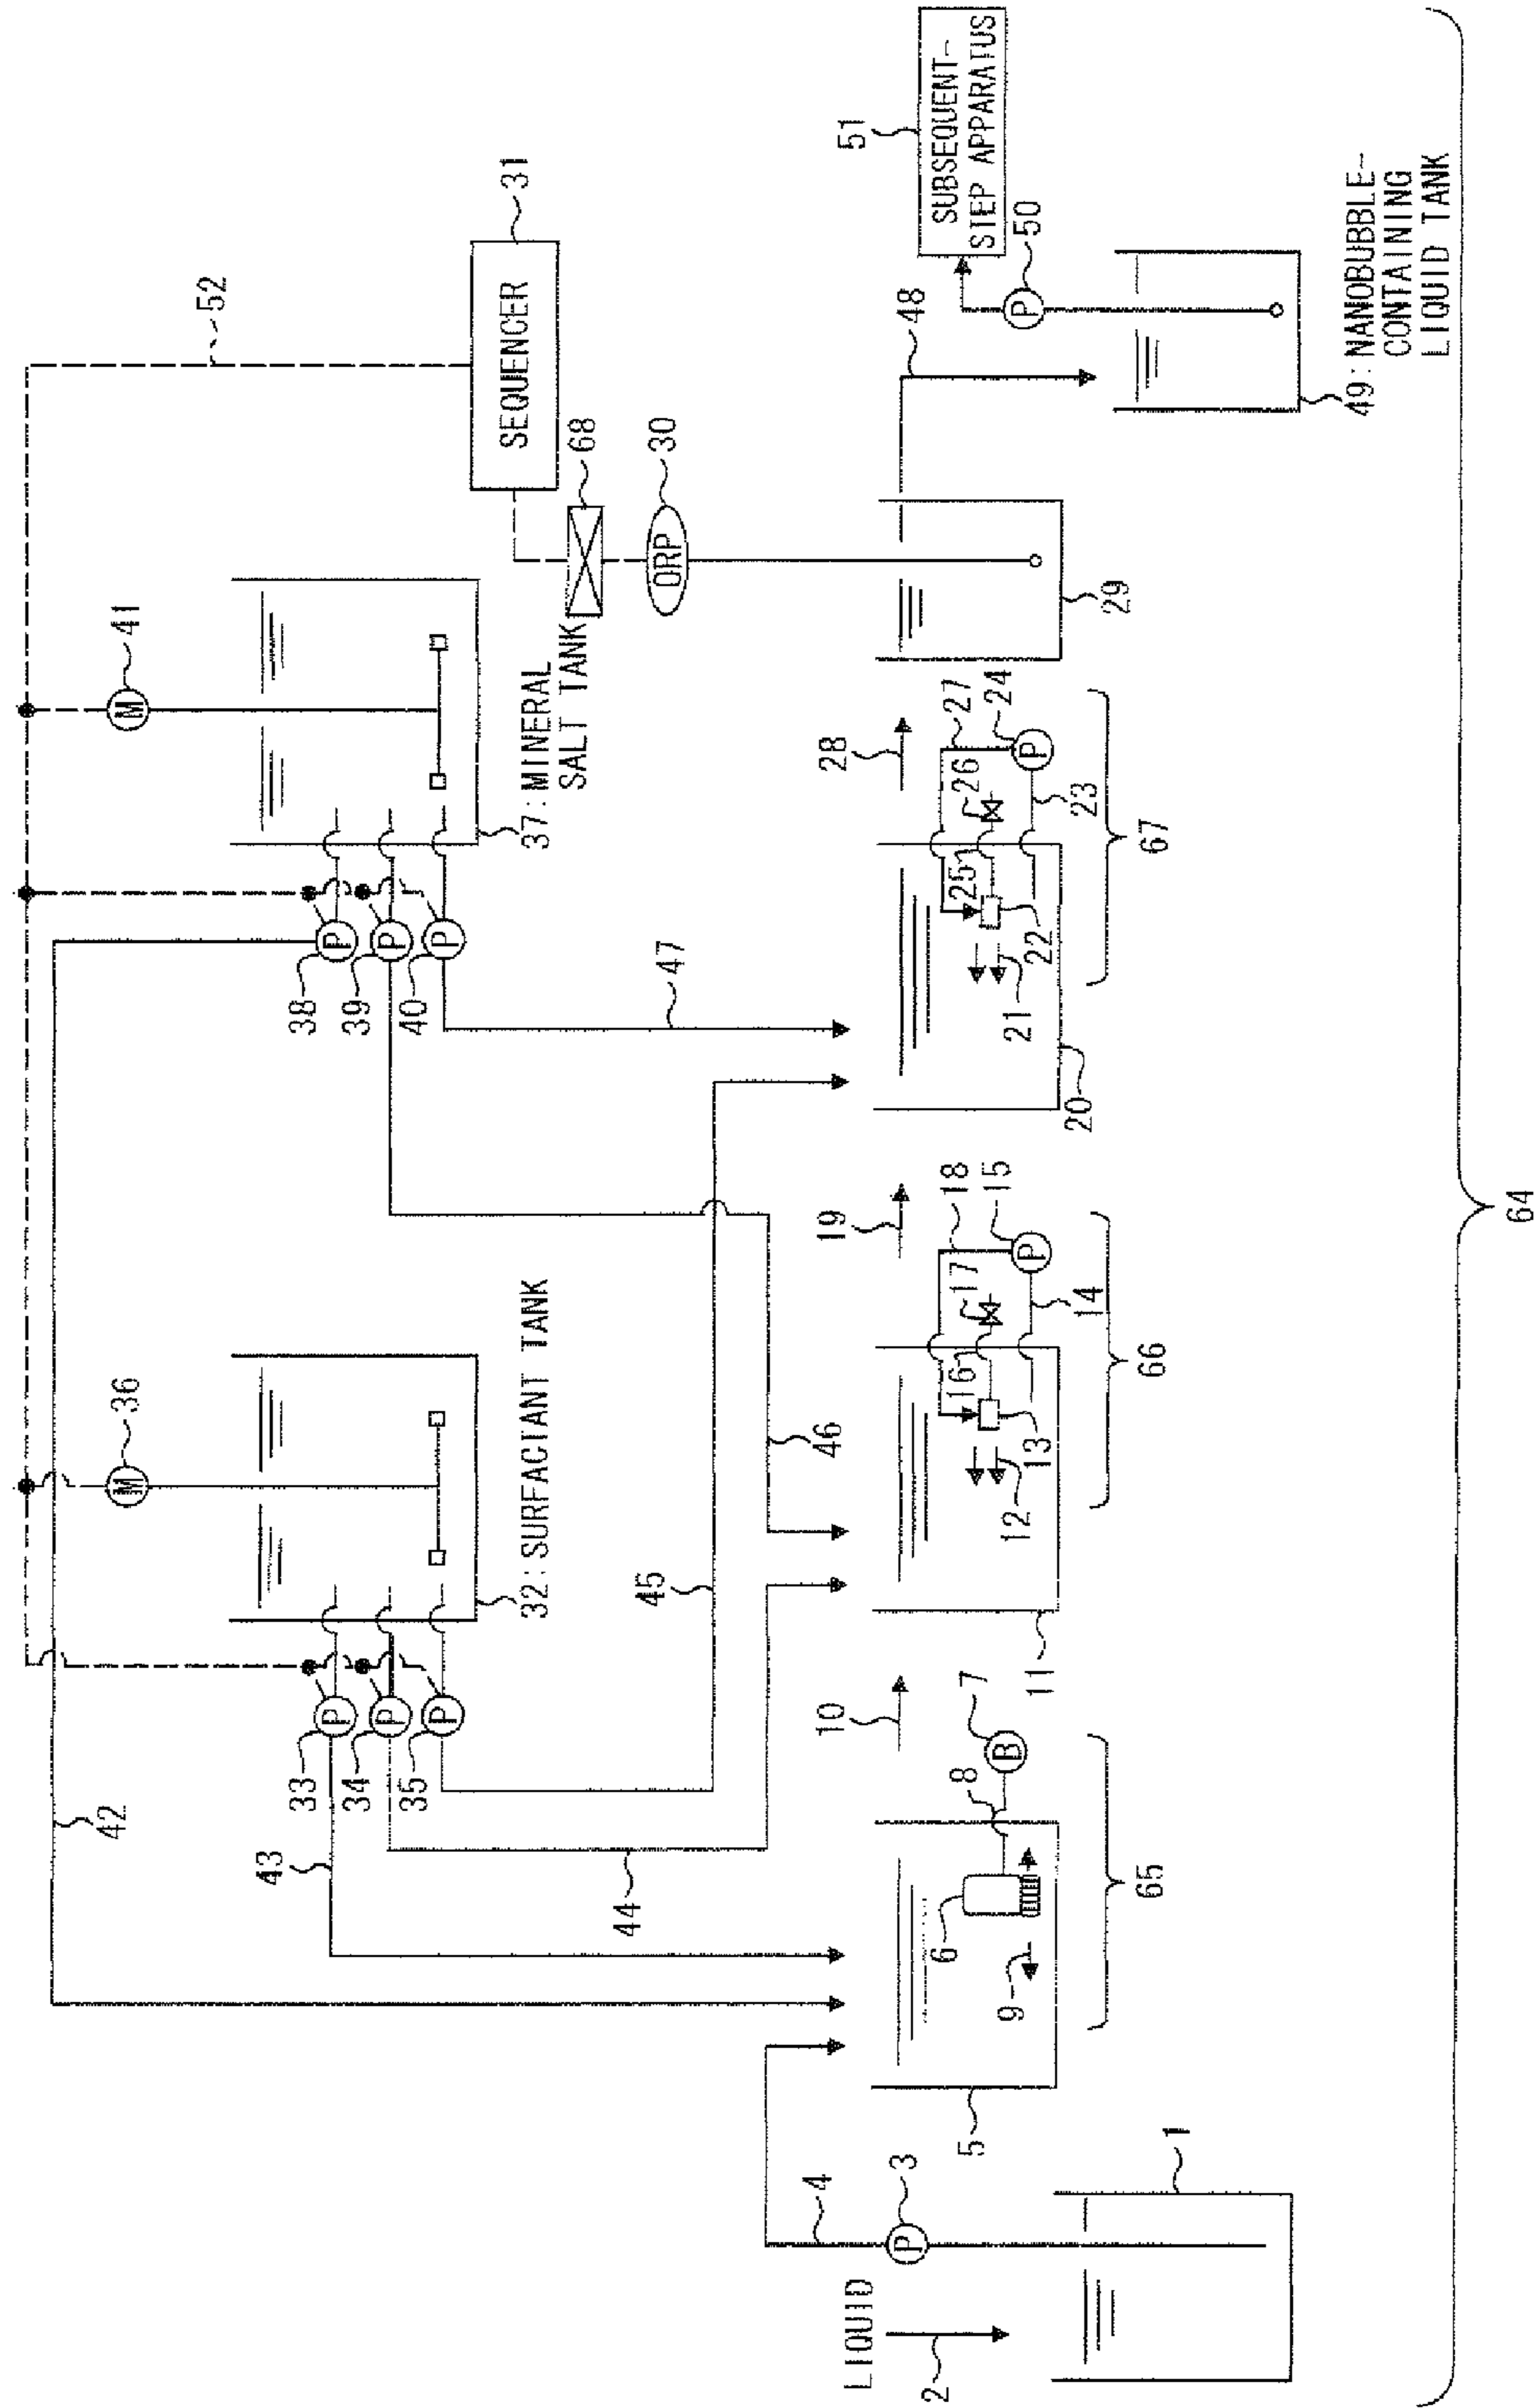 52
42
41
36
SEQUENCER
31
43
33
34
35
32:SURFACTANT TANK
38
39
40
37:MINERAL
SALT TANK
68
ORP
30
M
M
P
P
P
P
P
P
44
45
46
47
LIQUID
2
4
3
P
1
5
6
9
8
7
B
10
65
11
12
13
16
17
14
18
15
P
19
66
20
21
22
25
26
23
27
24
P
28
67
29
48
50
P
51
SUBSEQUENT-
STEP APPARATUS
49:NANOBUBBLE-
CONTAINING
LIQUID TANK
64